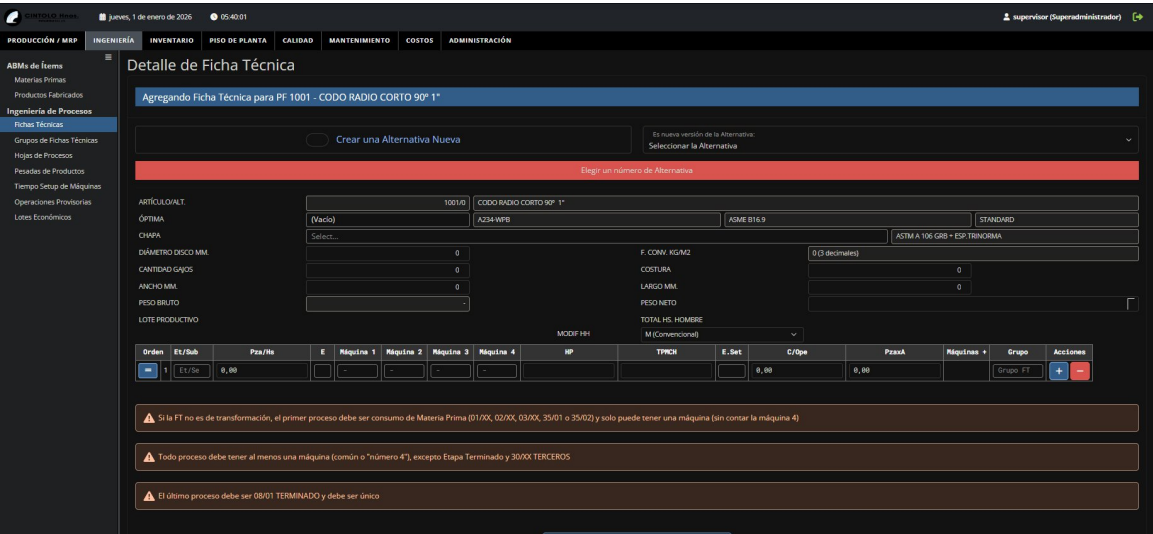 CINTOLO Hnos. jueves, 1 de enero de 2026 05:40:01 supervisor (Superadministrador)
PRODUCCIÓN / MRP INGENIERÍA INVENTARIO PISO DE PLANTA CALIDAD MANTENIMIENTO COSTOS ADMINISTRACIÓN
ABMs de Ítems
Materias Primas
Productos Fabricados
Ingeniería de Procesos
Fichas Técnicas
Grupos de Fichas Técnicas
Hojas de Procesos
Pesadas de Productos
Tiempo Setup de Máquinas
Operaciones Provisorias
Lotes Económicos
Detalle de Ficha Técnica
Agregando Ficha Técnica para PF 1001 - CODO RADIO CORTO 90º 1"
Crear una Alternativa Nueva
Es nueva versión de la Alternativa:
Seleccionar la Alternativa
Elegir un número de Alternativa
ARTÍCULO/ALT. 1001/0 CODO RADIO CORTO 90º 1"
ÓPTIMA (Vacío) A234-WPB ASME B16.9 STANDARD
CHAPA Select... ASTM A 106 GRB + ESP.TRINORMA
DIÁMETRO DISCO MM. 0 F. CONV. KG/M2 0 (3 decimales)
CANTIDAD GAJOS 0 COSTURA 0
ANCHO MM. 0 LARGO MM. 0
PESO BRUTO - PESO NETO
LOTE PRODUCTIVO TOTAL HS. HOMBRE
MODIF HH M (Convencional)
Orden Et/Sub Pza/Hs E Máquina 1 Máquina 2 Máquina 3 Máquina 4 HP TPMCH E.Set C/Ope PzaxA Máquinas + Grupo Acciones
1 Et/Se 0,00 - - - - 0,00 0,00 Grupo FT + -
Si la FT no es de transformación, el primer proceso debe ser consumo de Materia Prima (01/XX, 02/XX, 03/XX, 35/01 o 35/02) y solo puede tener una máquina (sin contar la máquina 4)
Todo proceso debe tener al menos una máquina (común o "número 4"), excepto Etapa Terminado y 30/XX TERCEROS
El último proceso debe ser 08/01 TERMINADO y debe ser único